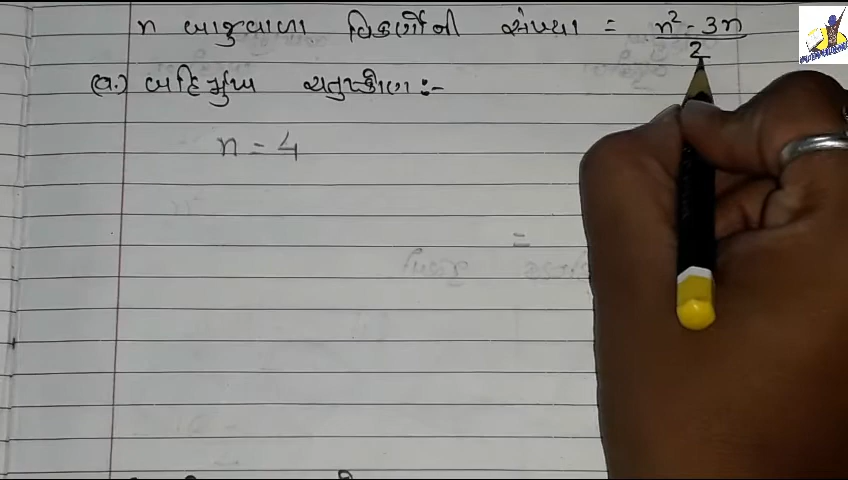 n બાજુવાળા વિકર્ણોની સંખ્યા = n² - 3n / 2
(બ.) બહિર્મુખ ચતુષ્કોણ :-
n = 4
=